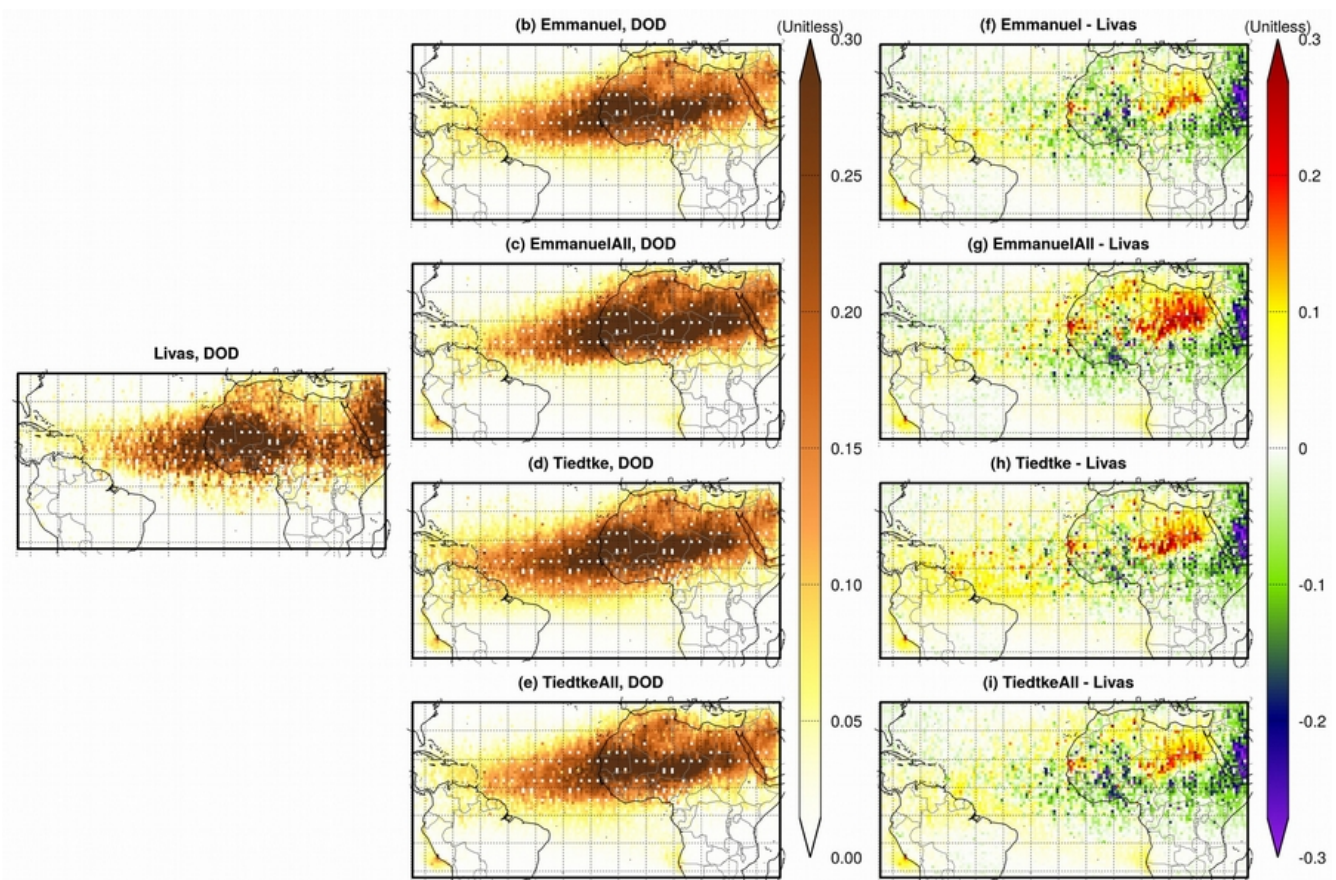 Livas, DOD
(b) Emmanuel, DOD
(Unitless)
0.30
0.25
0.20
0.15
0.10
0.05
0.00
(c) EmmanuelAll, DOD
(d) Tiedtke, DOD
(e) TiedtkeAll, DOD
(f) Emmanuel - Livas
(Unitless)
0.3
0.2
0.1
0
-0.1
-0.2
-0.3
(g) EmmanuelAll - Livas
(h) Tiedtke - Livas
(i) TiedtkeAll - Livas